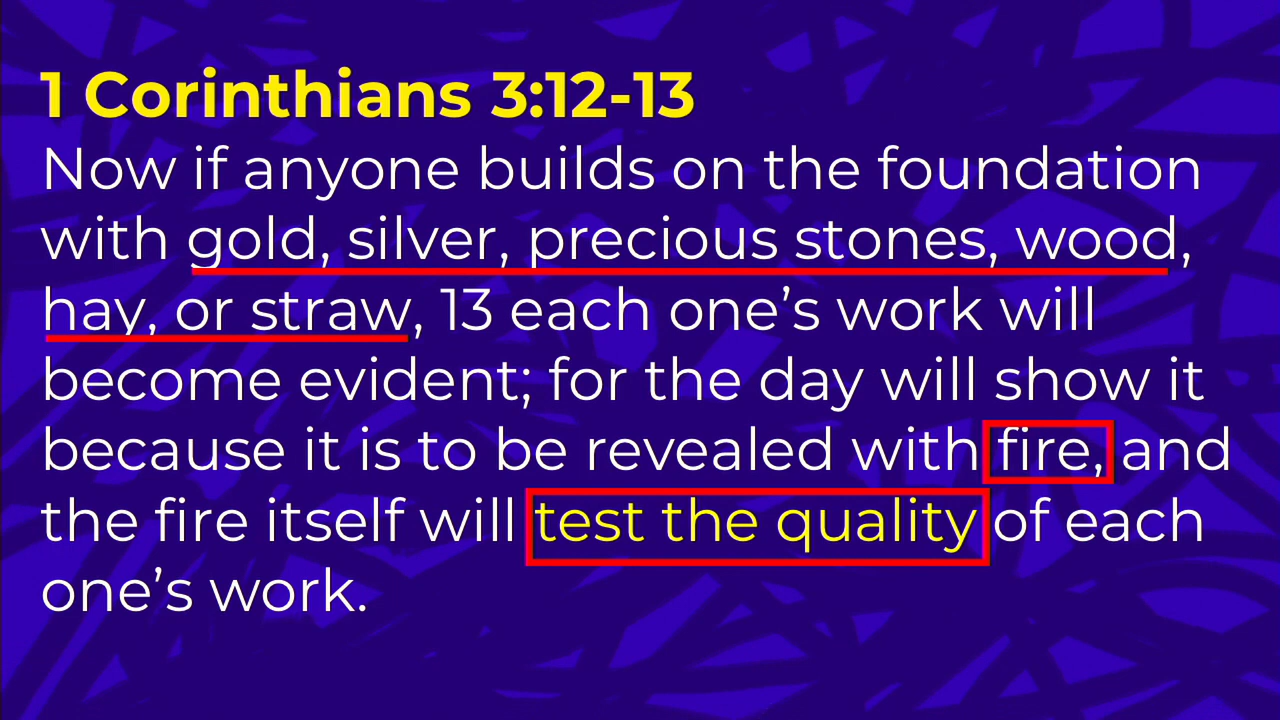 1 Corinthians 3:12-13
Now if anyone builds on the foundation
with gold, silver, precious stones, wood,
hay, or straw, 13 each one’s work will
become evident; for the day will show it
because it is to be revealed with fire, and
the fire itself will test the quality of each
one’s work.